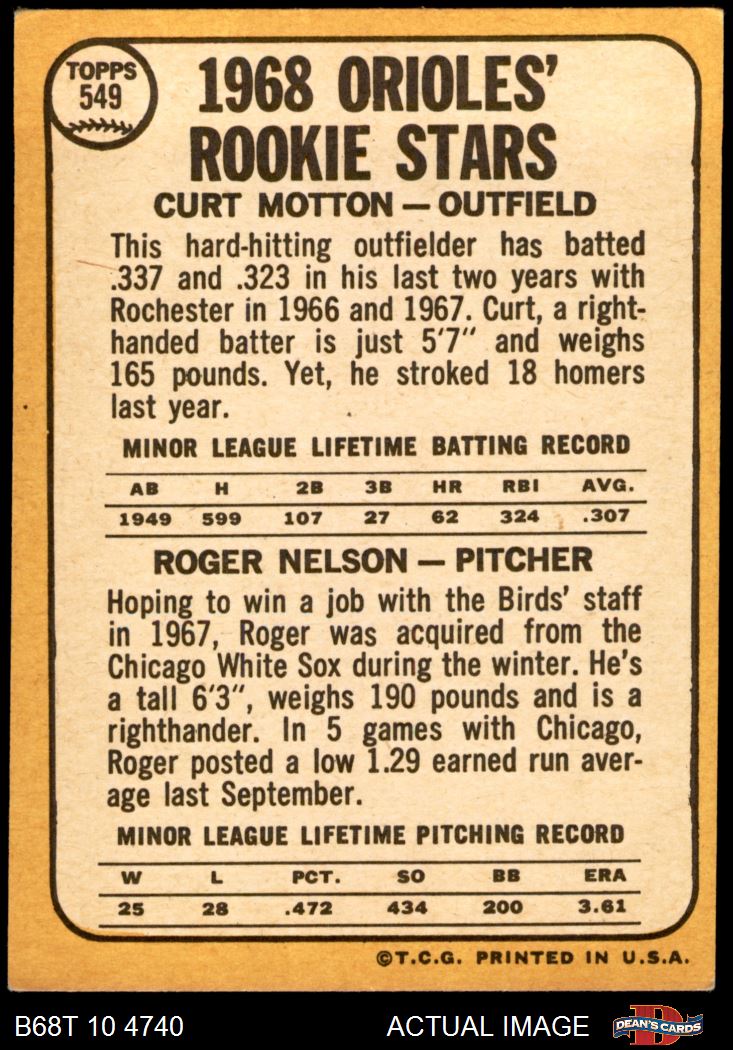 TOPPS
549
1968 ORIOLES'
ROOKIE STARS
CURT MOTTON — OUTFIELD
This hard-hitting outfielder has batted
.337 and .323 in his last two years with
Rochester in 1966 and 1967. Curt, a right-
handed batter is just 5'7" and weighs
165 pounds. Yet, he stroked 18 homers
last year.
MINOR LEAGUE LIFETIME BATTING RECORD
AB H 2B 3B HR RBI AVG.
1949 599 107 27 62 324 .307
ROGER NELSON — PITCHER
Hoping to win a job with the Birds' staff
in 1967, Roger was acquired from the
Chicago White Sox during the winter. He's
a tall 6'3", weighs 190 pounds and is a
righthander. In 5 games with Chicago,
Roger posted a low 1.29 earned run aver-
age last September.
MINOR LEAGUE LIFETIME PITCHING RECORD
W L PCT. SO BB ERA
25 28 .472 434 200 3.61
©T.C.G. PRINTED IN U.S.A.
B68T 10 4740 ACTUAL IMAGE DEAN'S CARDS